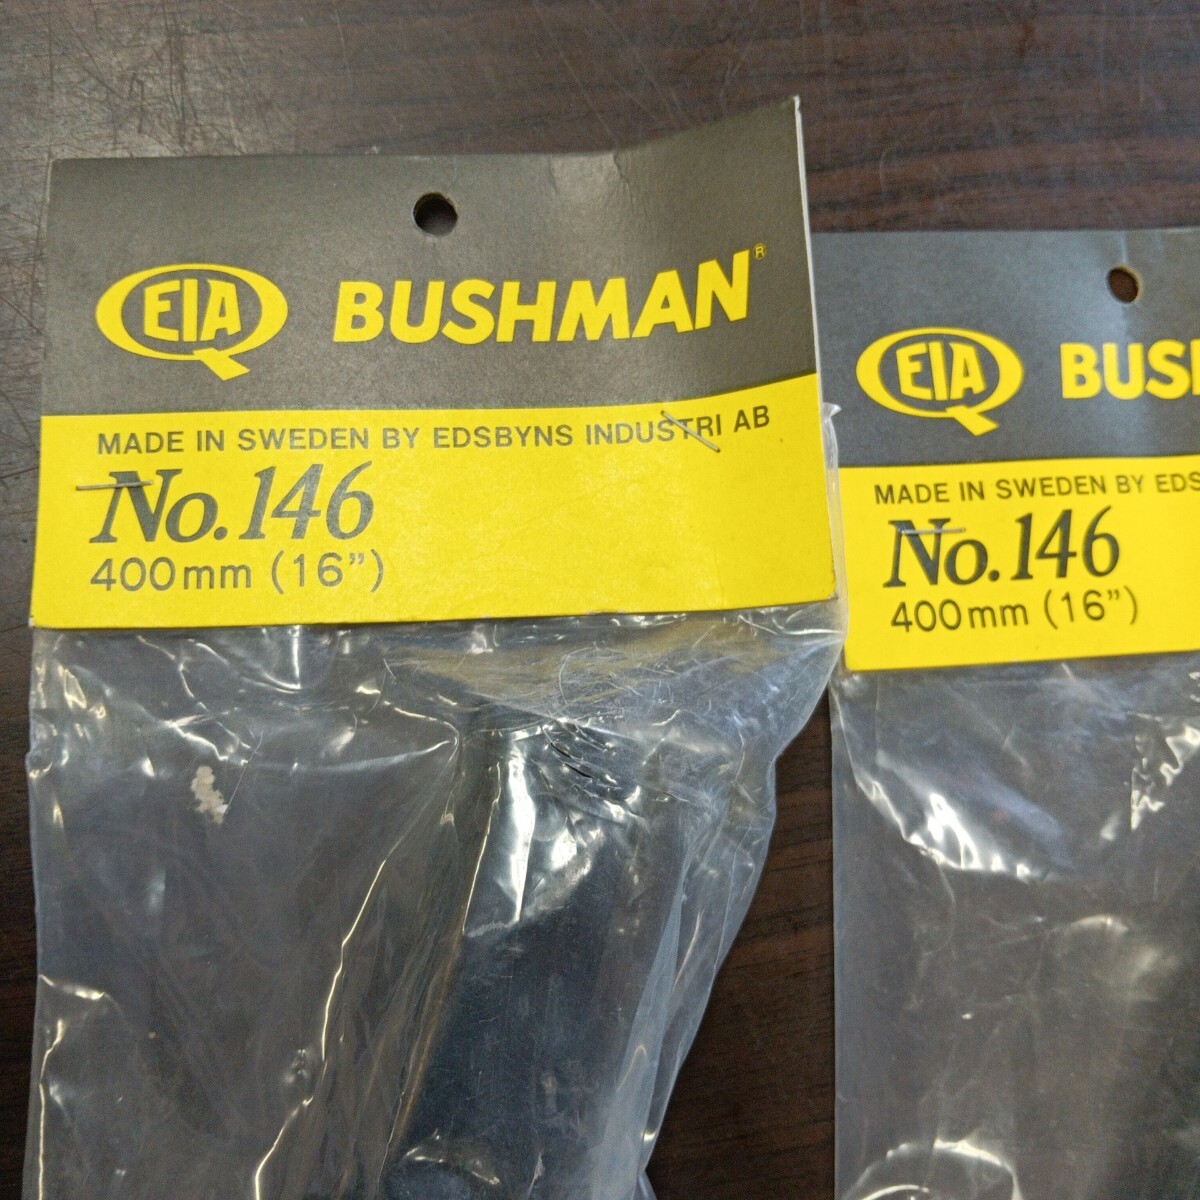 EIA BUSHMAN®
MADE IN SWEDEN BY EDSBYNS INDUSTRI AB
No.146
400mm (16")
EIA BUSH
MADE IN SWEDEN BY EDS
No.146
400mm (16")